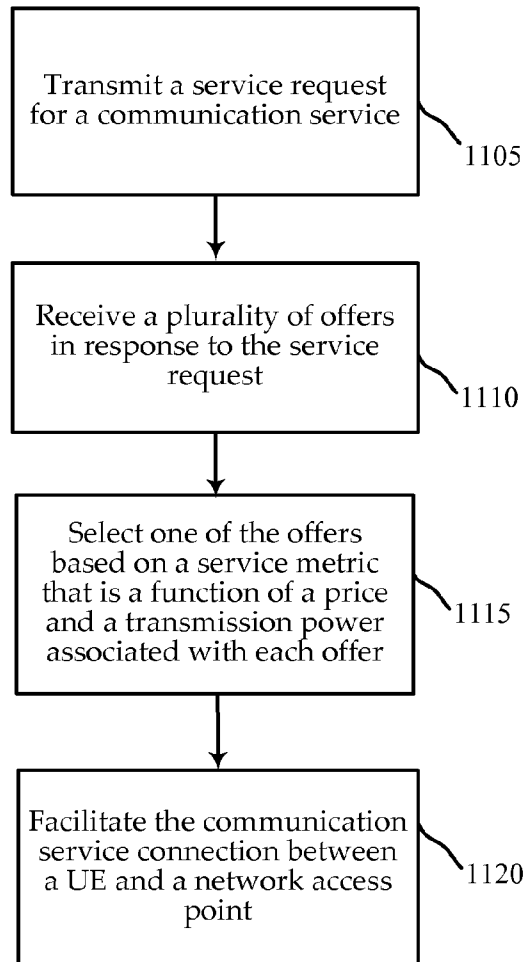 Transmit a service request
for a communication service
1105
Receive a plurality of offers
in response to the service
request
1110
Select one of the offers
based on a service metric
that is a function of a price
and a transmission power
associated with each offer
1115
Facilitate the communication
service connection between
a UE and a network access
point
1120